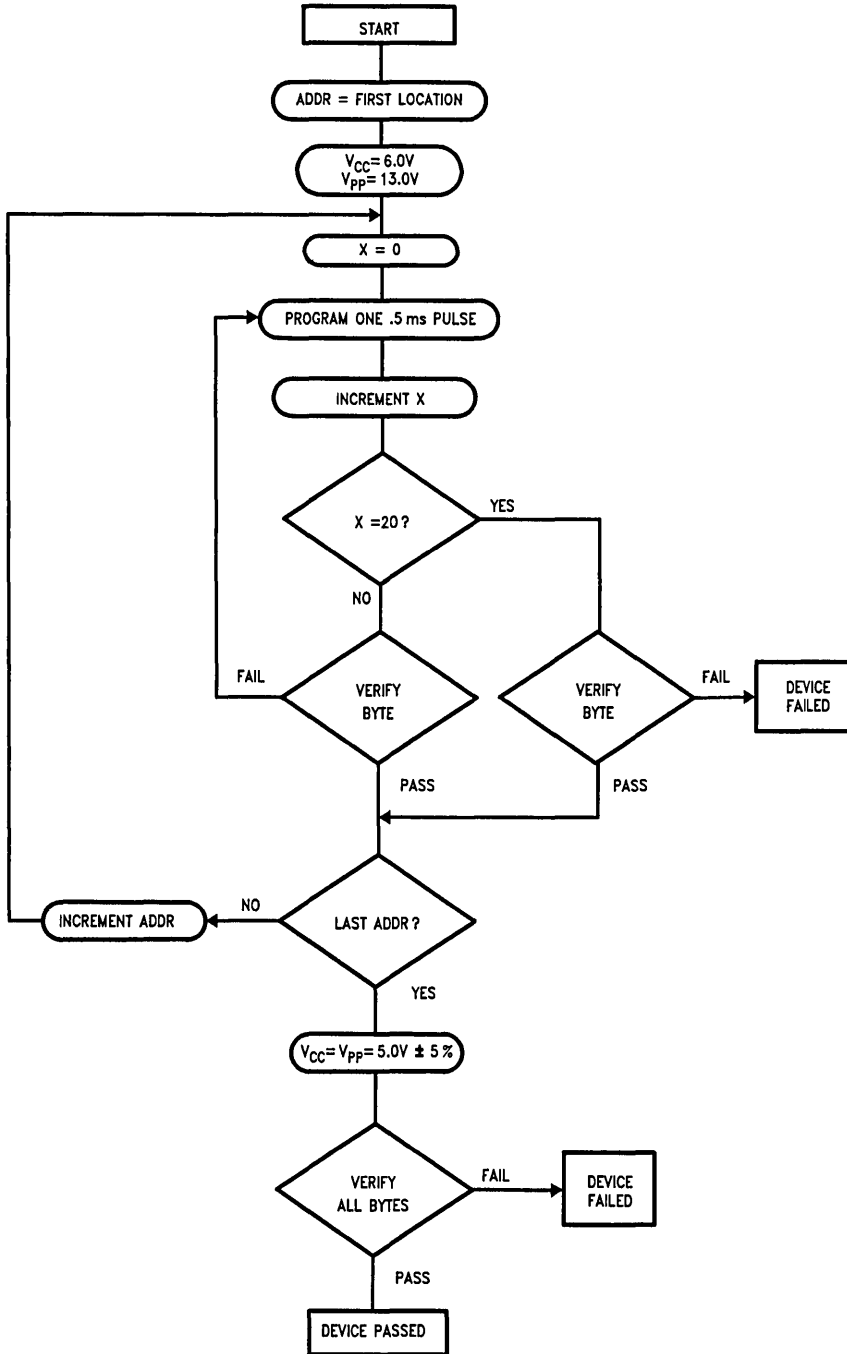 START
ADDR = FIRST LOCATION
VCC= 6.0V
VPP= 13.0V
X = 0
PROGRAM ONE .5 ms PULSE
INCREMENT X
X =20?
YES
NO
FAIL
VERIFY
BYTE
VERIFY
BYTE
FAIL
DEVICE
FAILED
PASS
PASS
INCREMENT ADDR
NO
LAST ADDR?
YES
VCC=VPP=5.0V ± 5%
VERIFY
ALL BYTES
FAIL
DEVICE
FAILED
PASS
DEVICE PASSED